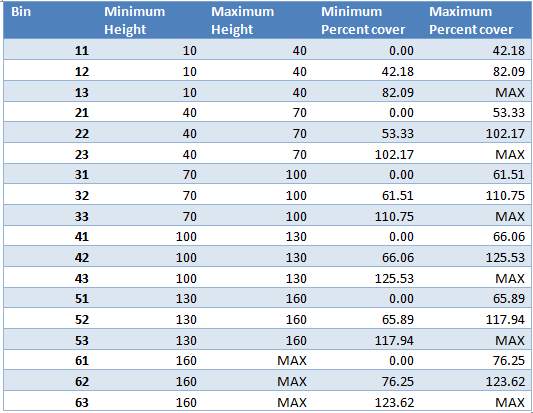 Bin Minimum Height Maximum Height Minimum Percent cover Maximum Percent cover
11 10 40 0.00 42.18
12 10 40 42.18 82.09
13 10 40 82.09 MAX
21 40 70 0.00 53.33
22 40 70 53.33 102.17
23 40 70 102.17 MAX
31 70 100 0.00 61.51
32 70 100 61.51 110.75
33 70 100 110.75 MAX
41 100 130 0.00 66.06
42 100 130 66.06 125.53
43 100 130 125.53 MAX
51 130 160 0.00 65.89
52 130 160 65.89 117.94
53 130 160 117.94 MAX
61 160 MAX 0.00 76.25
62 160 MAX 76.25 123.62
63 160 MAX 123.62 MAX